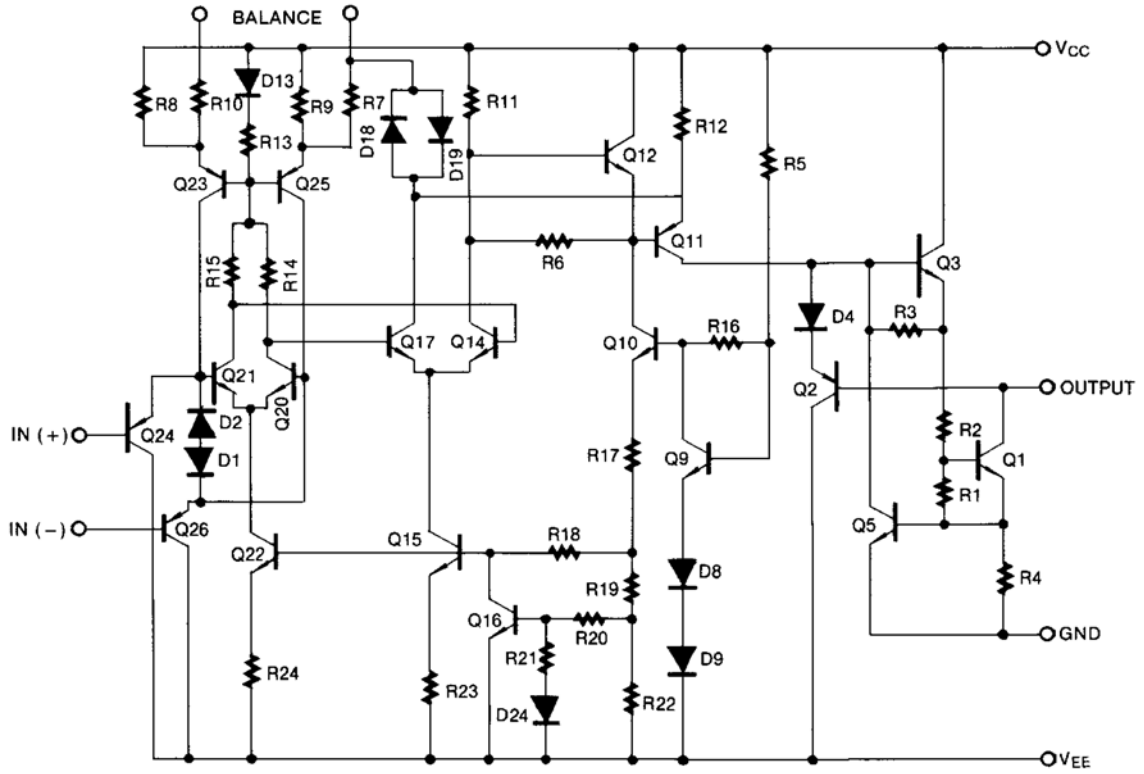 BALANCE
VCC
R8
R10
D13
R9
R7
R11
R12
R13
D18
D19
Q12
R5
Q23
Q25
R15
R14
R6
Q11
Q3
D4
R3
Q17
Q14
Q10
R16
Q21
Q20
Q2
OUTPUT
IN (+)
Q24
D2
D1
R17
Q9
R2
Q1
R1
IN (−)
Q26
Q22
Q15
R18
Q5
D8
R4
R19
Q16
R20
R21
GND
R24
R23
D24
R22
D9
VEE